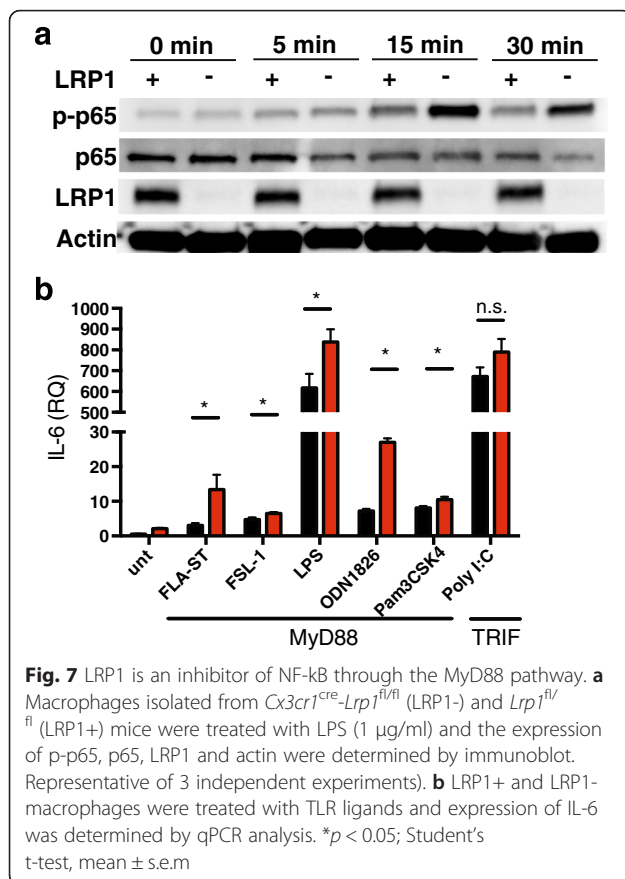 a
0 min 5 min 15 min 30 min
LRP1 + - + - + - + -
p-p65
p65
LRP1
Actin
b
IL-6 (RQ)
1000
900
800
700
600
500
30
20
10
0
* * * * * n.s.
unt FLA-ST FSL-1 LPS ODN1826 Pam3CSK4 Poly I:C
MyD88 TRIF
Fig. 7 LRP1 is an inhibitor of NF-kB through the MyD88 pathway. a
Macrophages isolated from Cx3cr1cre-Lrp1fl/fl (LRP1-) and Lrp1fl/
fl (LRP1+) mice were treated with LPS (1 μg/ml) and the expression
of p-p65, p65, LRP1 and actin were determined by immunoblot.
Representative of 3 independent experiments). b LRP1+ and LRP1-
macrophages were treated with TLR ligands and expression of IL-6
was determined by qPCR analysis. *p < 0.05; Student's
t-test, mean ± s.e.m